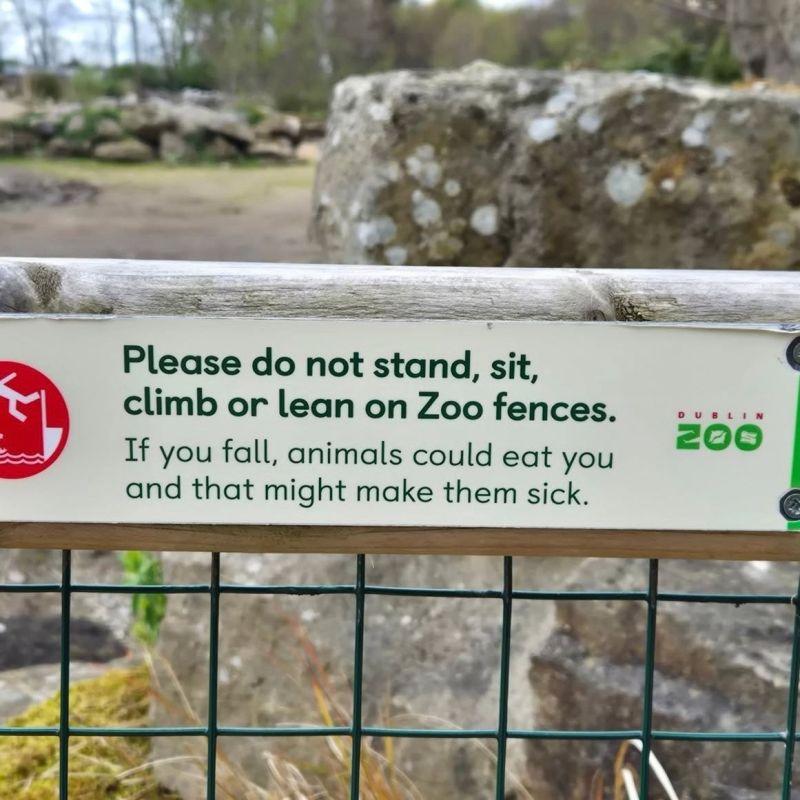 Please do not stand, sit,
climb or lean on Zoo fences.
If you fall, animals could eat you
and that might make them sick.
DUBLIN
ZOO